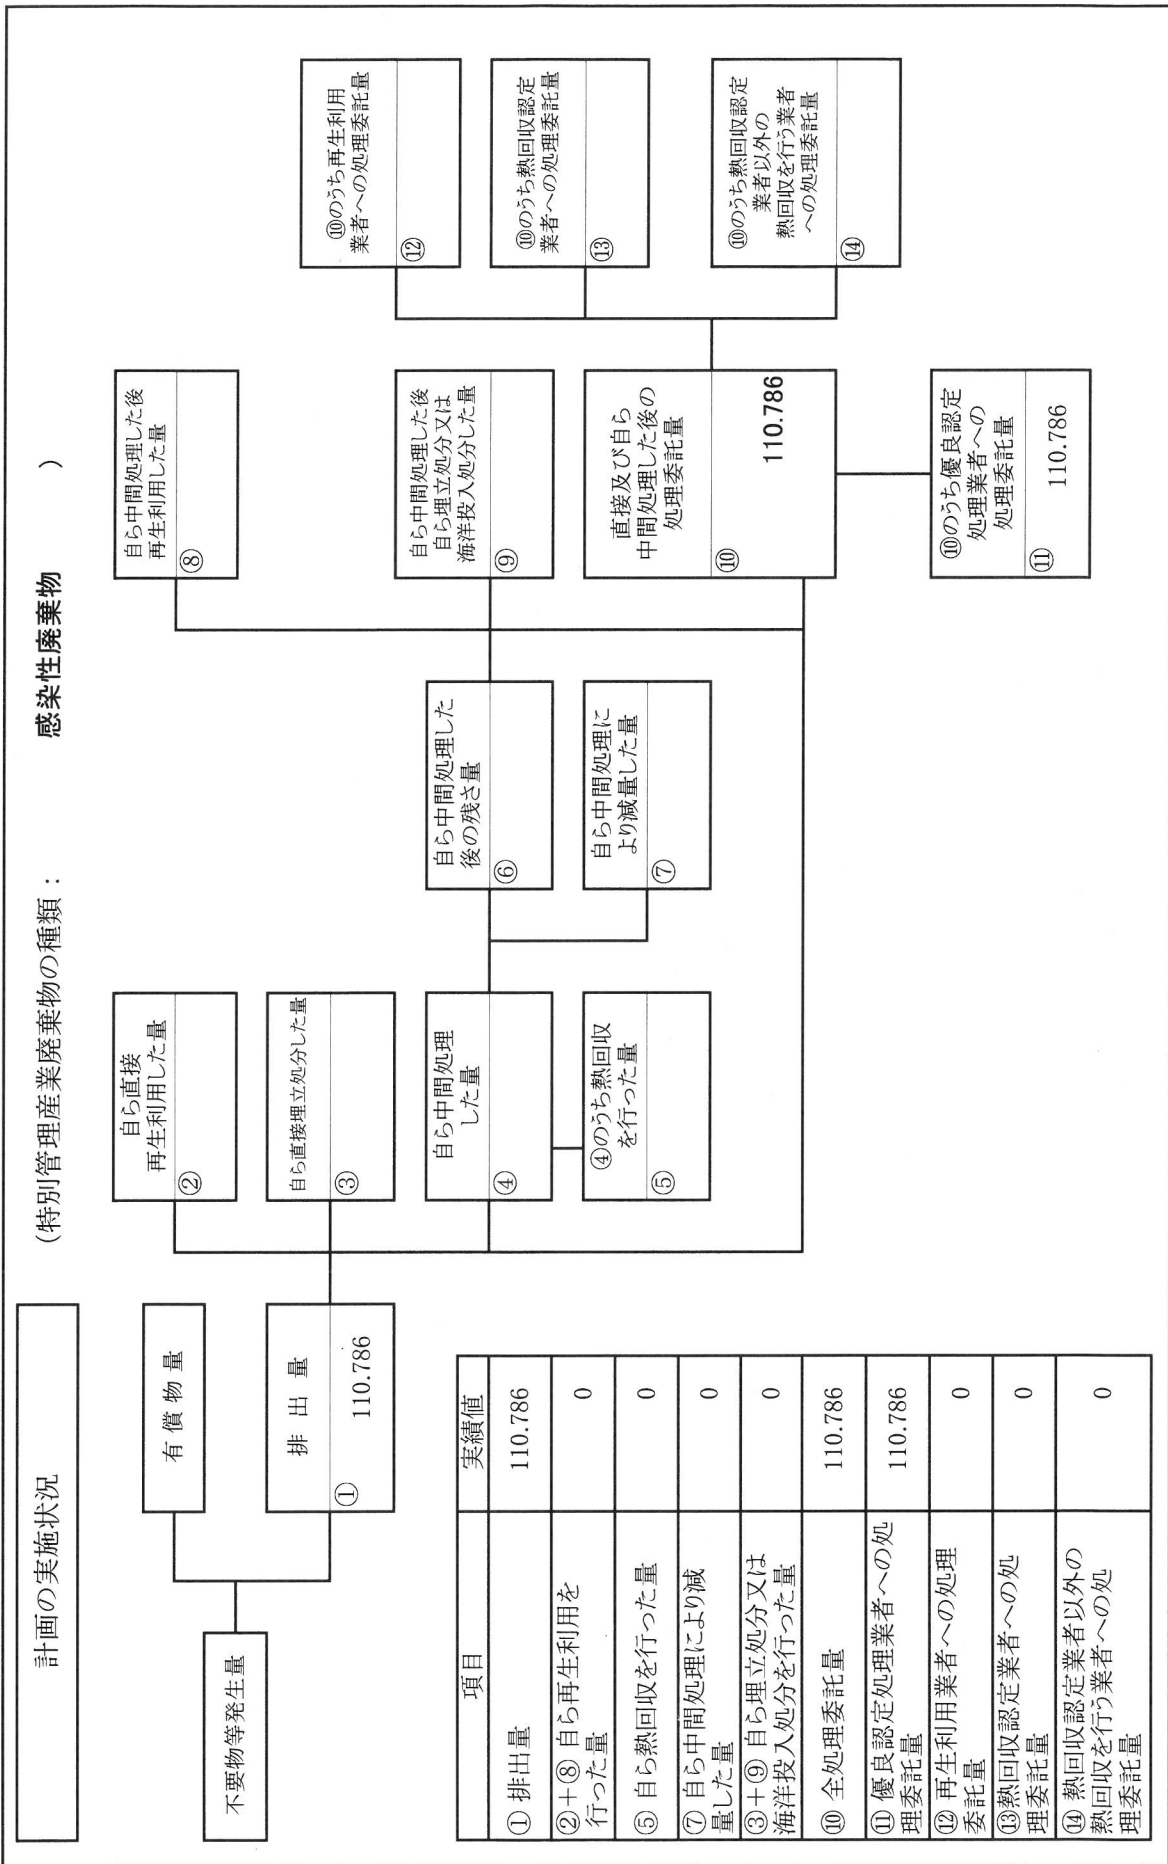 計画の実施状況
(特別管理産業廃棄物の種類： 感染性廃棄物 )
不要物等発生量
有 償 物 量
排 出 量
①
110.786
自ら直接
再生利用した量
②
自ら直接埋立処分した量
③
自ら中間処理
した量
④
④のうち熱回収
を行った量
⑤
自ら中間処理した
後の残さ量
⑥
自ら中間処理に
より減量した量
⑦
自ら中間処理した後
再生利用した量
⑧
自ら中間処理した後
自ら埋立処分又は
海洋投入処分した量
⑨
直接及び自ら
中間処理した後の
処理委託量
⑩
110.786
⑩のうち優良認定
処理業者への
処理委託量
⑪
110.786
⑩のうち再生利用
業者への処理委託量
⑫
⑩のうち熱回収認定
業者への処理委託量
⑬
⑩のうち熱回収認定
業者以外の
熱回収を行う業者
への処理委託量
⑭
項目 実績値
① 排出量 110.786
②+⑧ 自ら再生利用を
行った量 0
⑤ 自ら熱回収を行った量 0
⑦ 自ら中間処理により減
量した量 0
③+⑨ 自ら埋立処分又は
海洋投入処分を行った量 0
⑩ 全処理委託量 110.786
⑪ 優良認定処理業者への処
理委託量 110.786
⑫ 再生利用業者への処理
委託量 0
⑬熱回収認定業者への処
理委託量 0
⑭ 熱回収認定業者以外の
熱回収を行う業者への処
理委託量 0